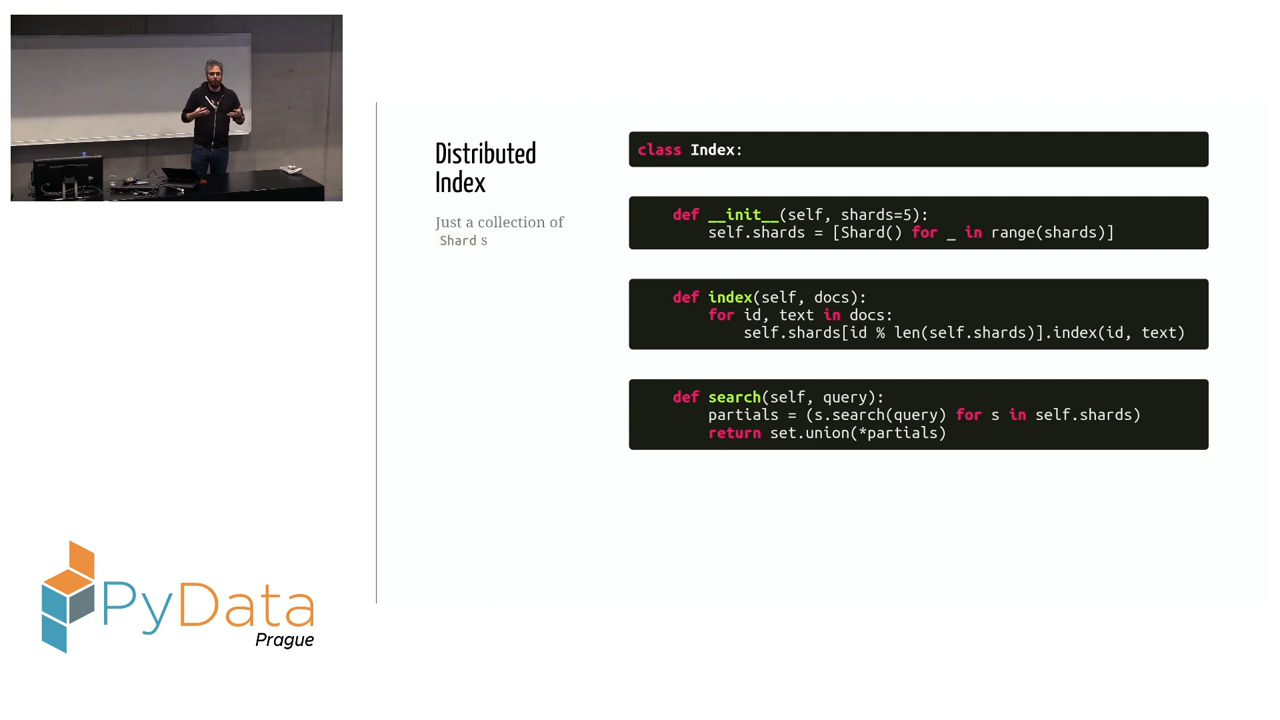 Distributed
Index
Just a collection of
Shard s
class Index:
def __init__(self, shards=5):
self.shards = [Shard() for _ in range(shards)]
def index(self, docs):
for id, text in docs:
self.shards[id % len(self.shards)].index(id, text)
def search(self, query):
partials = (s.search(query) for s in self.shards)
return set.union(*partials)
PyData
Prague